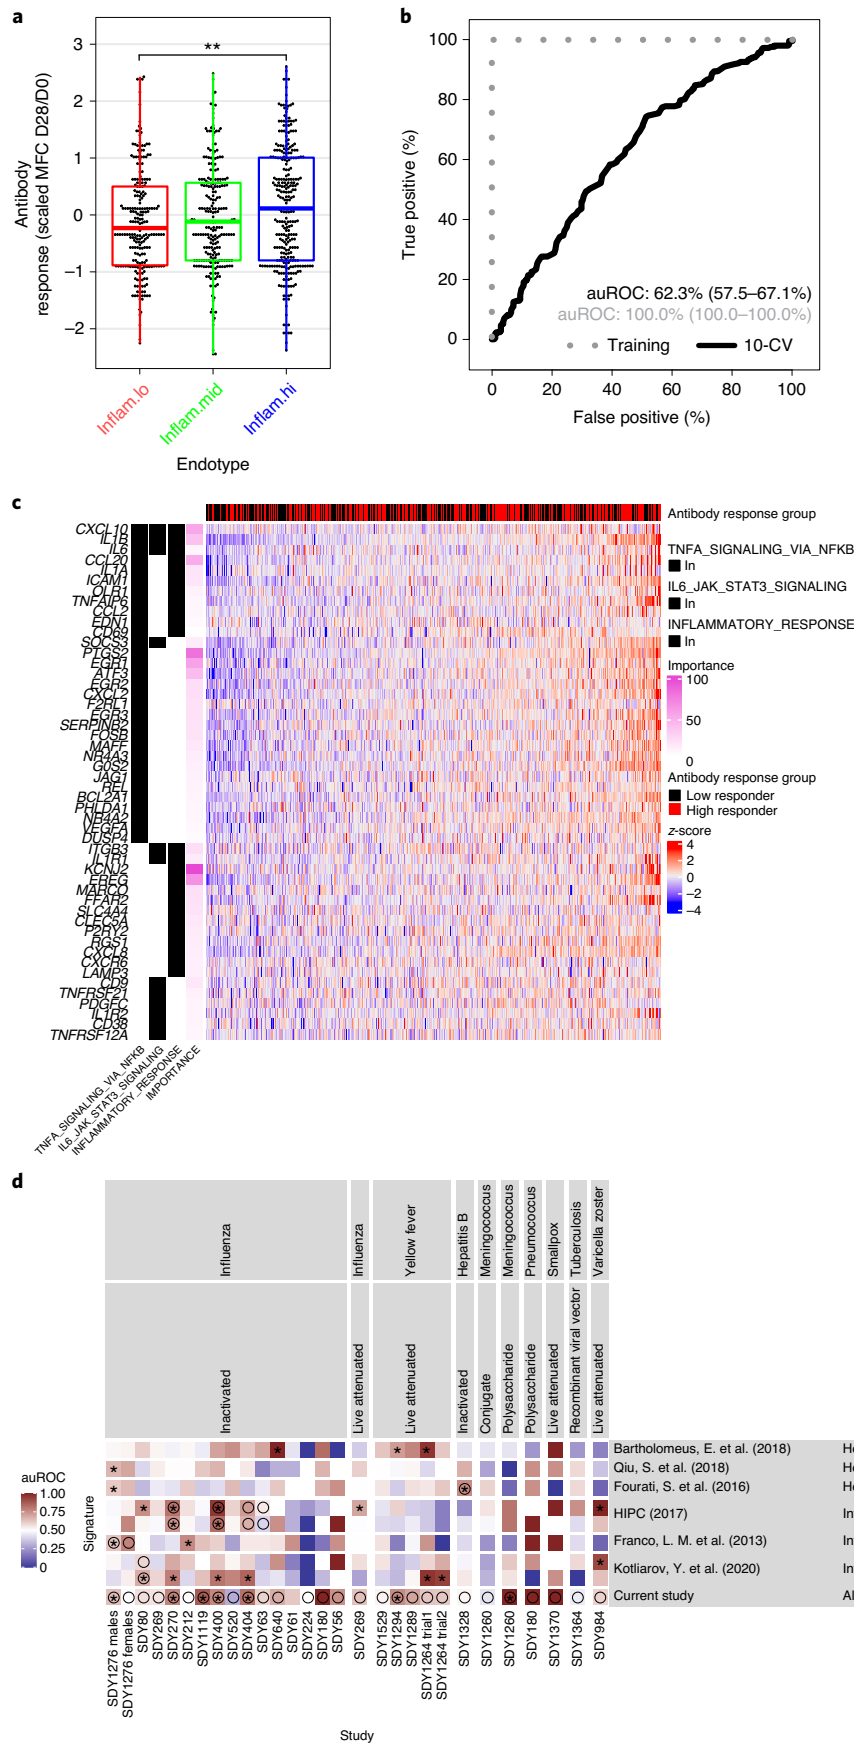 a
3
2
1
0
−1
−2
**
Antibody
response (scaled MFC D28/D0)
Inflam.lo
Inflam.mid
Inflam.hi
Endotype
b
100
80
60
40
20
0
True positive (%)
auROC: 62.3% (57.5–67.1%)
auROC: 100.0% (100.0–100.0%)
Training
10-CV
0
20
40
60
80
100
False positive (%)
c
Antibody response group
CXCL10
IL1B
IL6
CCL20
IL1A
ICAM1
OLR1
TNFAIP6
CCL2
EDN1
CD69
SOCS3
PTGS2
EGR1
ATF3
EGR2
CXCL2
F2RL1
EGR3
SERPINB2
FOSB
MAFF
NR4A3
G0S2
JAG1
REL
BCL2A1
PHLDA1
NR4A2
VEGFA
DUSP4
ITGB3
IL1R1
KCNJ2
EREG
MARCO
FFAR2
SLC4A4
CLEC5A
P2RY2
RGS1
CXCL8
CXCR6
LAMP3
CD9
TNFRSF21
PDGFC
IL1R2
CD38
TNFRSF12A
TNFA_SIGNALING_VIA_NFKB
IL6_JAK_STAT3_SIGNALING
INFLAMMATORY_RESPONSE
IMPORTANCE
TNFA_SIGNALING_VIA_NFKB
In
IL6_JAK_STAT3_SIGNALING
In
INFLAMMATORY_RESPONSE
In
Importance
100
50
0
Antibody response group
Low responder
High responder
z-score
4
2
0
−2
−4
d
Influenza
Influenza
Yellow fever
Hepatitis B
Meningococcus
Meningococcus
Pneumococcus
Smallpox
Tuberculosis
Varicella zoster
Inactivated
Live attenuated
Live attenuated
Inactivated
Conjugate
Polysaccharide
Polysaccharide
Live attenuated
Recombinant viral vector
Live attenuated
auROC
1.00
0.75
0.50
0.25
0
Signature
Bartholomeus, E. et al. (2018)
Qiu, S. et al. (2018)
Fourati, S. et al. (2016)
HIPC (2017)
Franco, L. M. et al. (2013)
Kotliarov, Y. et al. (2020)
Current study
He
He
He
In
In
In
Al
SDY1276 males
SDY1276 females
SDY80
SDY269
SDY270
SDY212
SDY1119
SDY400
SDY520
SDY404
SDY63
SDY640
SDY61
SDY224
SDY180
SDY56
SDY269
SDY1529
SDY1294
SDY1289
SDY1264 trial1
SDY1264 trial2
SDY1328
SDY1260
SDY1260
SDY180
SDY1370
SDY1364
SDY984
Study